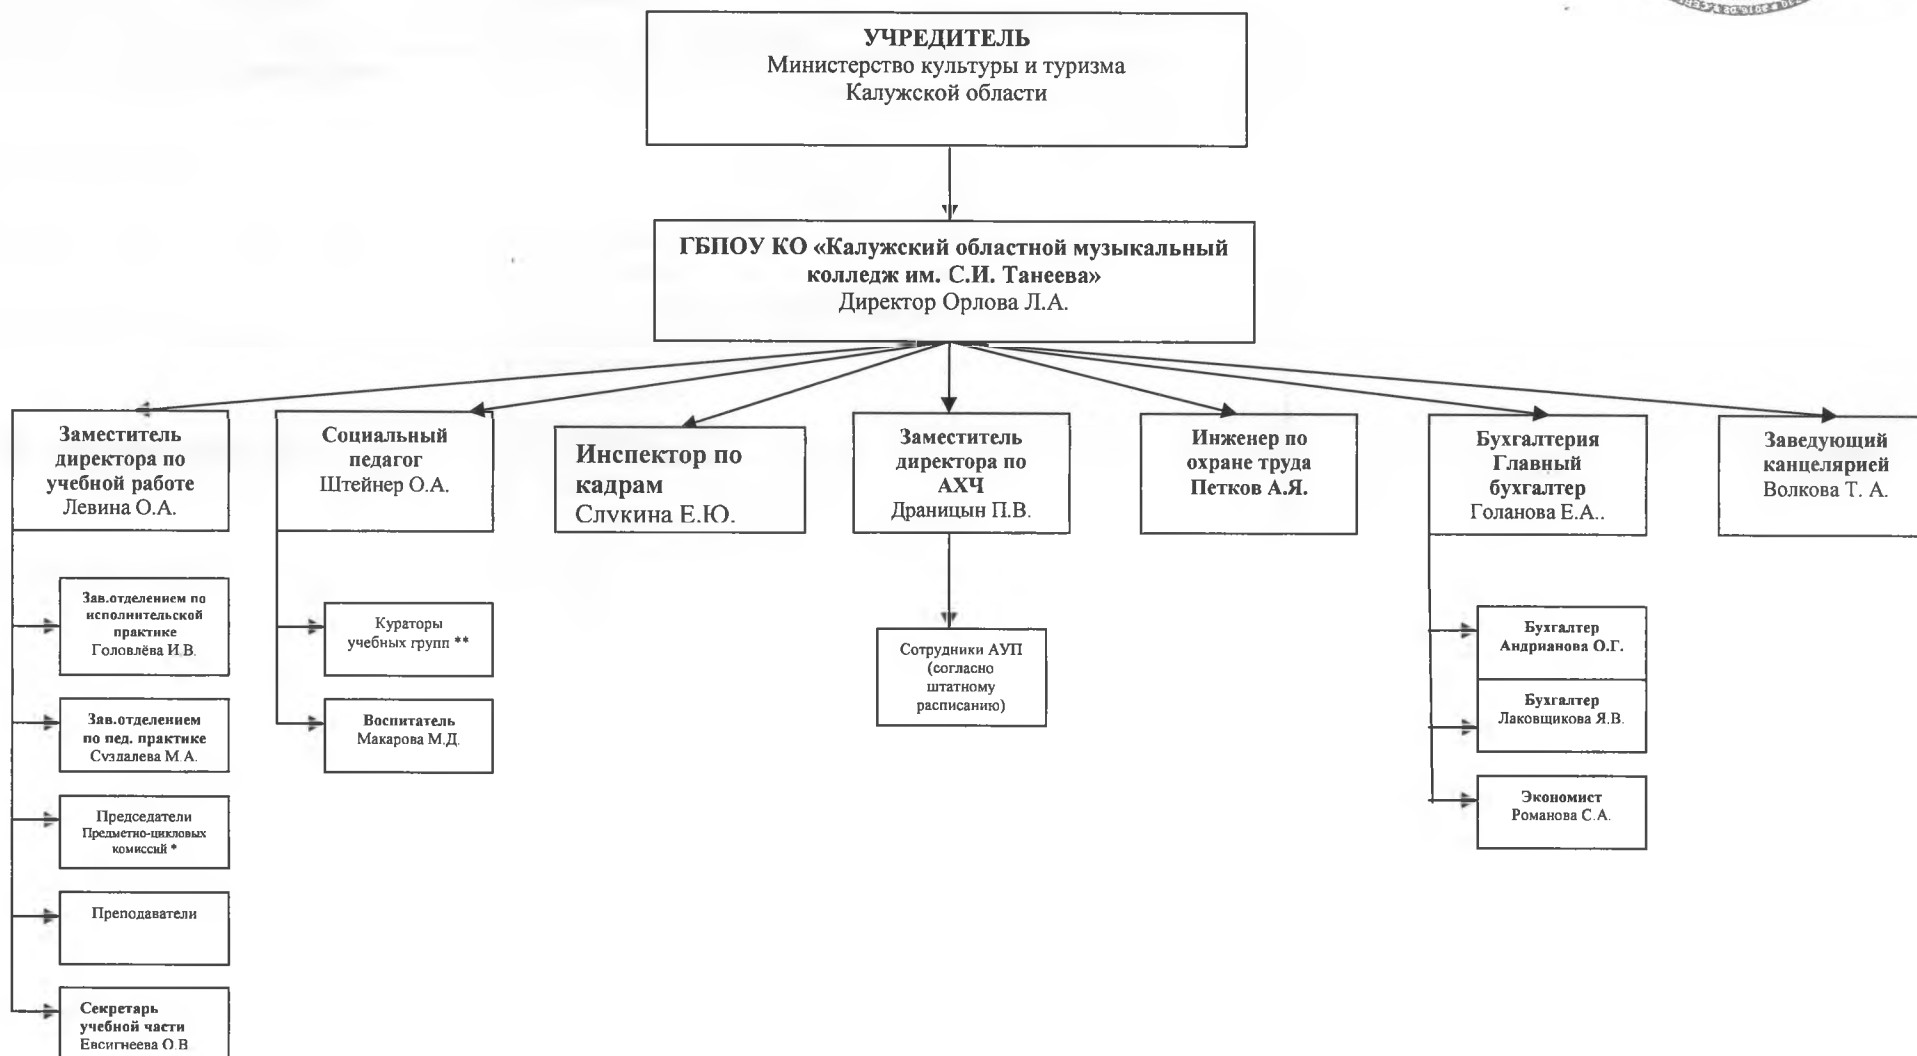 УЧРЕДИТЕЛЬ
Министерство культуры и туризма
Калужской области
ГБПОУ КО «Калужский областной музыкальный
колледж им. С.И. Танеева»
Директор Орлова Л.А.
Заместитель
директора по
учебной работе
Левина О.А.
Социальный
педагог
Штейнер О.А.
Инспектор по
кадрам
Слукина Е.Ю.
Заместитель
директора по
АХЧ
Драницын П.В.
Инженер по
охране труда
Петков А.Я.
Бухгалтерия
Главный
бухгалтер
Голанова Е.А..
Заведующий
канцелярией
Волкова Т. А.
Зав.отделением по
исполнительской
практике
Головлёва И.В.
Зав.отделением
по пед. практике
Суздалева М.А.
Председатели
Предметно-цикловых
комиссий *
Преподаватели
Секретарь
учебной части
Евсигнеева О.В
Кураторы
учебных групп **
Воспитатель
Макарова М.Д.
Сотрудники АУП
(согласно
штатному
расписанию)
Бухгалтер
Андрианова О.Г.
Бухгалтер
Лаковщикова Я.В.
Экономист
Романова С.А.